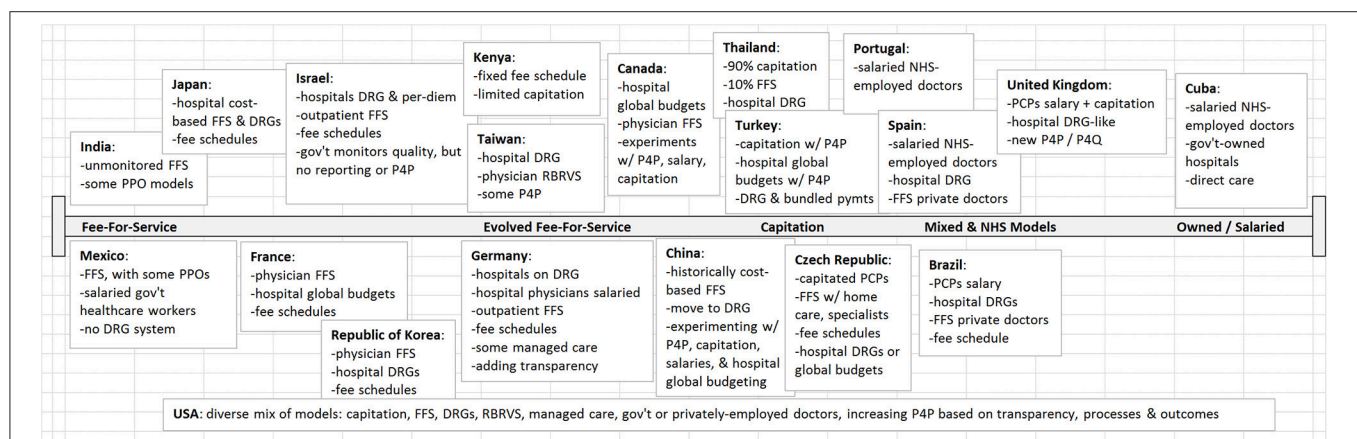 India:
-unmonitored FFS
-some PPO models
Japan:
-hospital cost-
based FFS & DRGs
-fee schedules
Israel:
-hospitals DRG & per-diem
-outpatient FFS
-fee schedules
-gov't monitors quality, but
no reporting or P4P
Kenya:
-fixed fee schedule
-limited capitation
Taiwan:
-hospital DRG
-physician RBRVS
-some P4P
Canada:
-hospital
global budgets
-physician FFS
-experiments
w/ P4P, salary,
capitation
Thailand:
-90% capitation
-10% FFS
-hospital DRG
Turkey:
-capitation w/ P4P
-hospital global
budgets w/ P4P
-DRG & bundled pymts
Portugal:
-salaried NHS-
employed doctors
Spain:
-salaried NHS-
employed doctors
-hospital DRG
-FFS private doctors
United Kingdom:
-PCPs salary + capitation
-hospital DRG-like
-new P4P / P4Q
Cuba:
-salaried NHS-
employed doctors
-gov't-owned
hospitals
-direct care
Fee-For-Service
Evolved Fee-For-Service
Capitation
Mixed & NHS Models
Owned / Salaried
Mexico:
-FFS, with some PPOs
-salaried gov't
healthcare workers
-no DRG system
France:
-physician FFS
-hospital global budgets
-fee schedules
Republic of Korea:
-physician FFS
-hospital DRGs
-fee schedules
Germany:
-hospitals on DRG
-hospital physicians salaried
-outpatient FFS
-fee schedules
-some managed care
-adding transparency
China:
-historically cost-
based FFS
-move to DRG
-experimenting w/
P4P, capitation,
salaries, & hospital
global budgeting
Czech Republic:
-capitated PCPs
-FFS w/ home
care, specialists
-fee schedules
-hospital DRGs or
global budgets
Brazil:
-PCPs salary
-hospital DRGs
-FFS private doctors
-fee schedule
USA: diverse mix of models: capitation, FFS, DRGs, RBRVS, managed care, gov't or privately-employed doctors, increasing P4P based on transparency, processes & outcomes